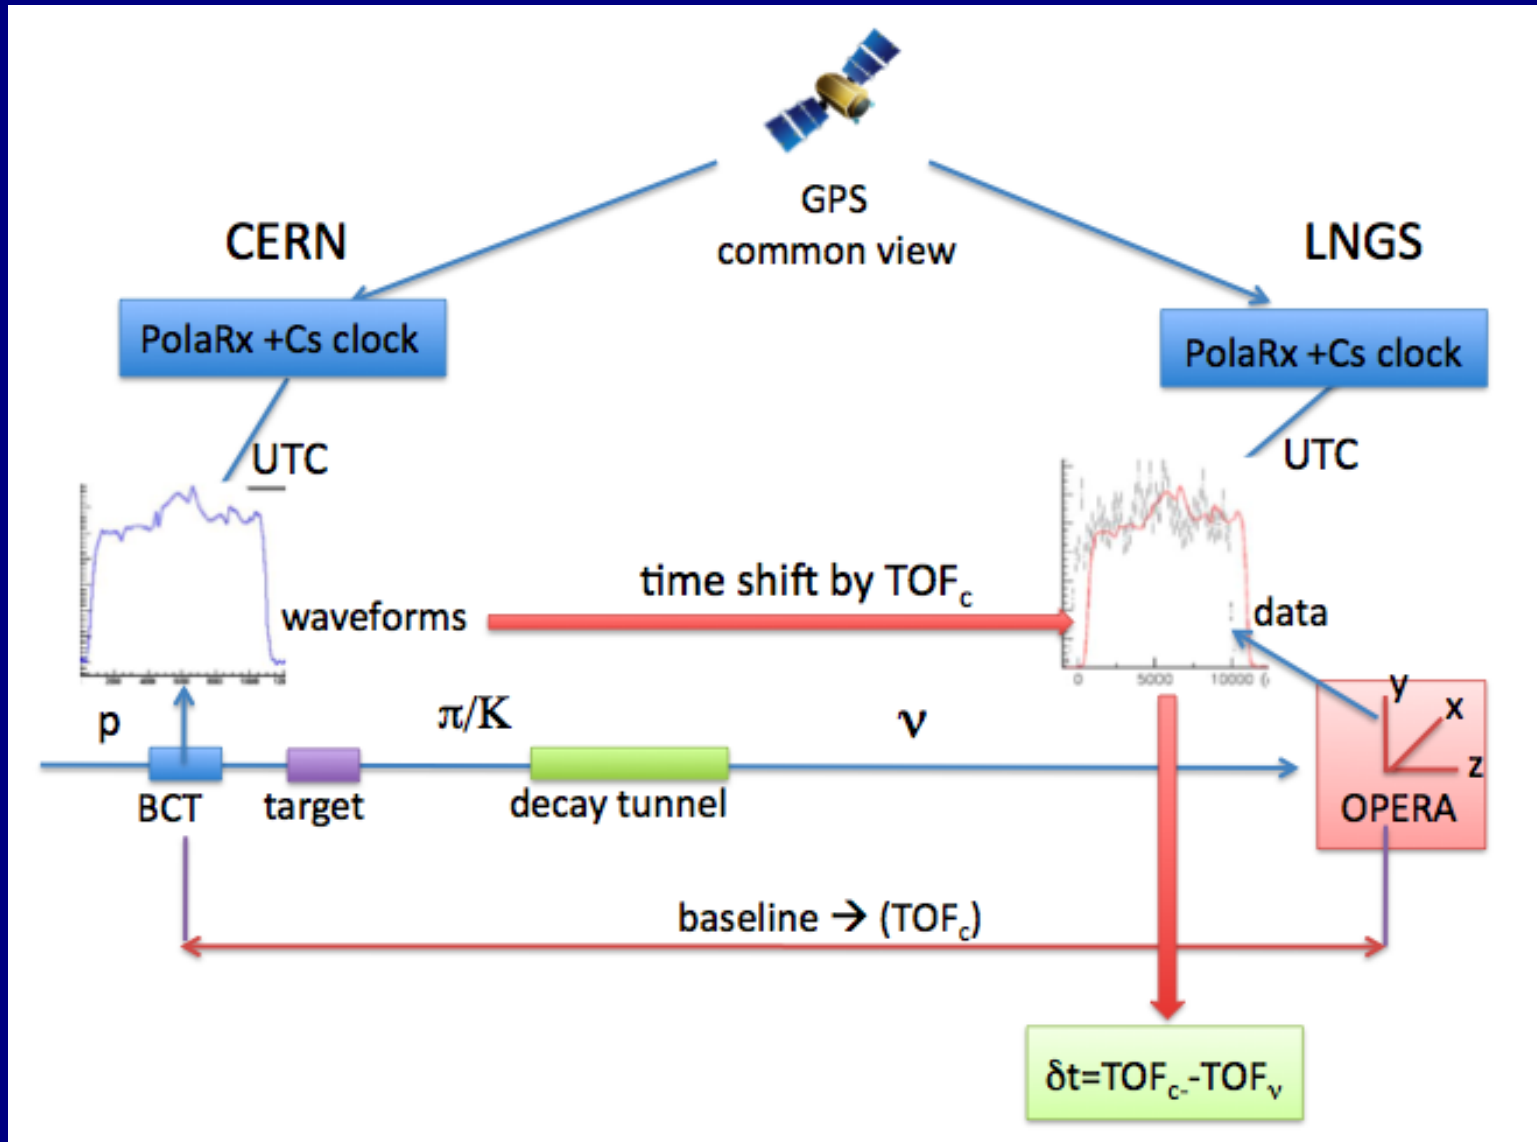 GPS
common view
CERN
LNGS
PolaRx +Cs clock
PolaRx +Cs clock
UTC
UTC
time shift by TOFc
waveforms
data
0 5000 10000
p
π/K
ν
y
x
z
BCT
target
decay tunnel
OPERA
baseline → (TOFc)
δt=TOFc--TOFν